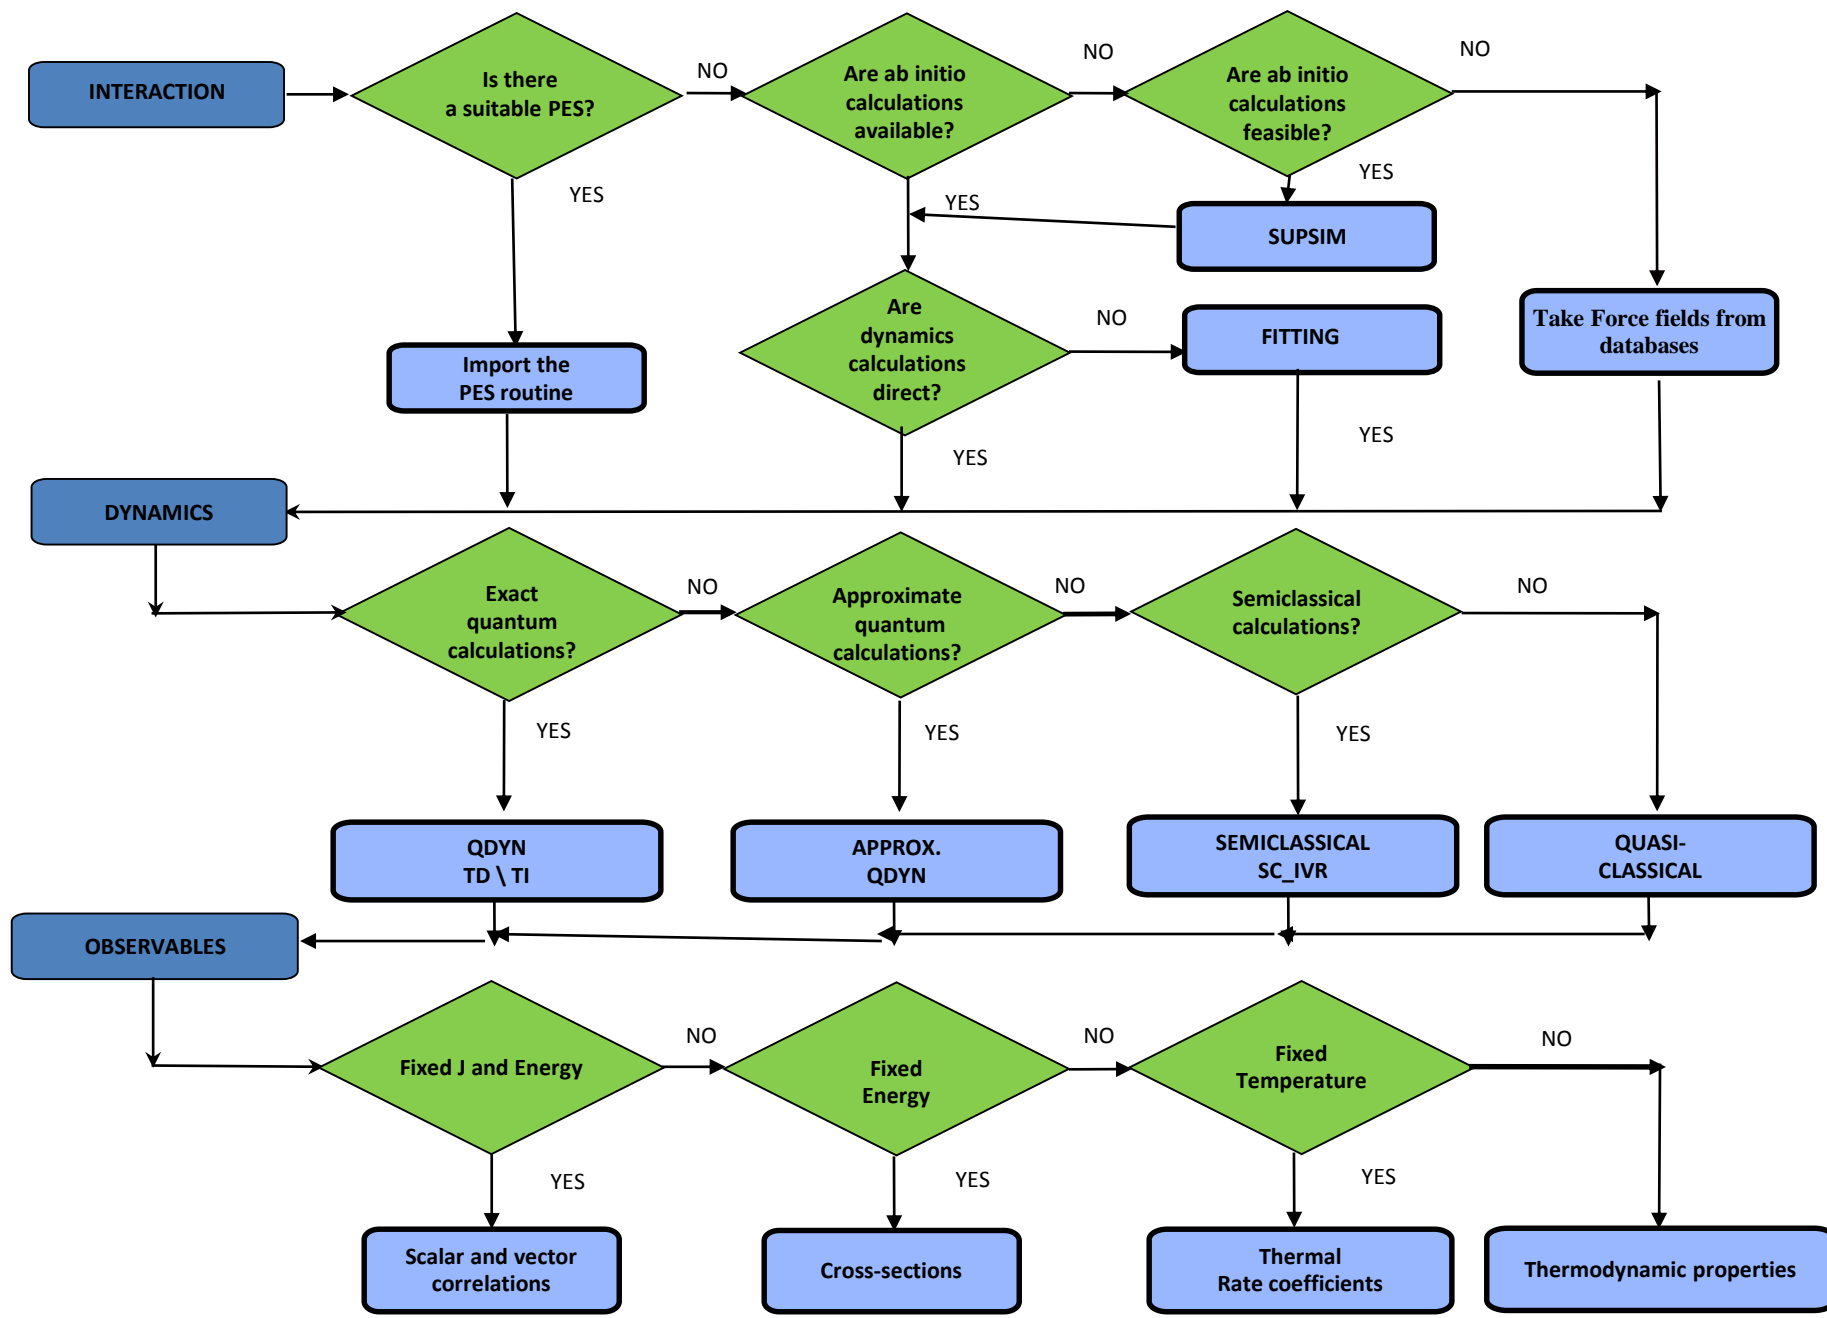 INTERACTION
Is there
a suitable PES?
NO
Are ab initio
calculations
available?
NO
Are ab initio
calculations
feasible?
NO
YES
YES
YES
SUPSIM
Import the
PES routine
Are
dynamics
calculations
direct?
NO
FITTING
Take Force fields from
databases
YES
YES
DYNAMICS
Exact
quantum
calculations?
NO
Approximate
quantum
calculations?
NO
Semiclassical
calculations?
NO
YES
YES
YES
QDYN
TD \ TI
APPROX.
QDYN
SEMICLASSICAL
SC_IVR
QUASI-
CLASSICAL
OBSERVABLES
Fixed J and Energy
NO
Fixed
Energy
NO
Fixed
Temperature
NO
YES
YES
YES
Scalar and vector
correlations
Cross-sections
Thermal
Rate coefficients
Thermodynamic properties